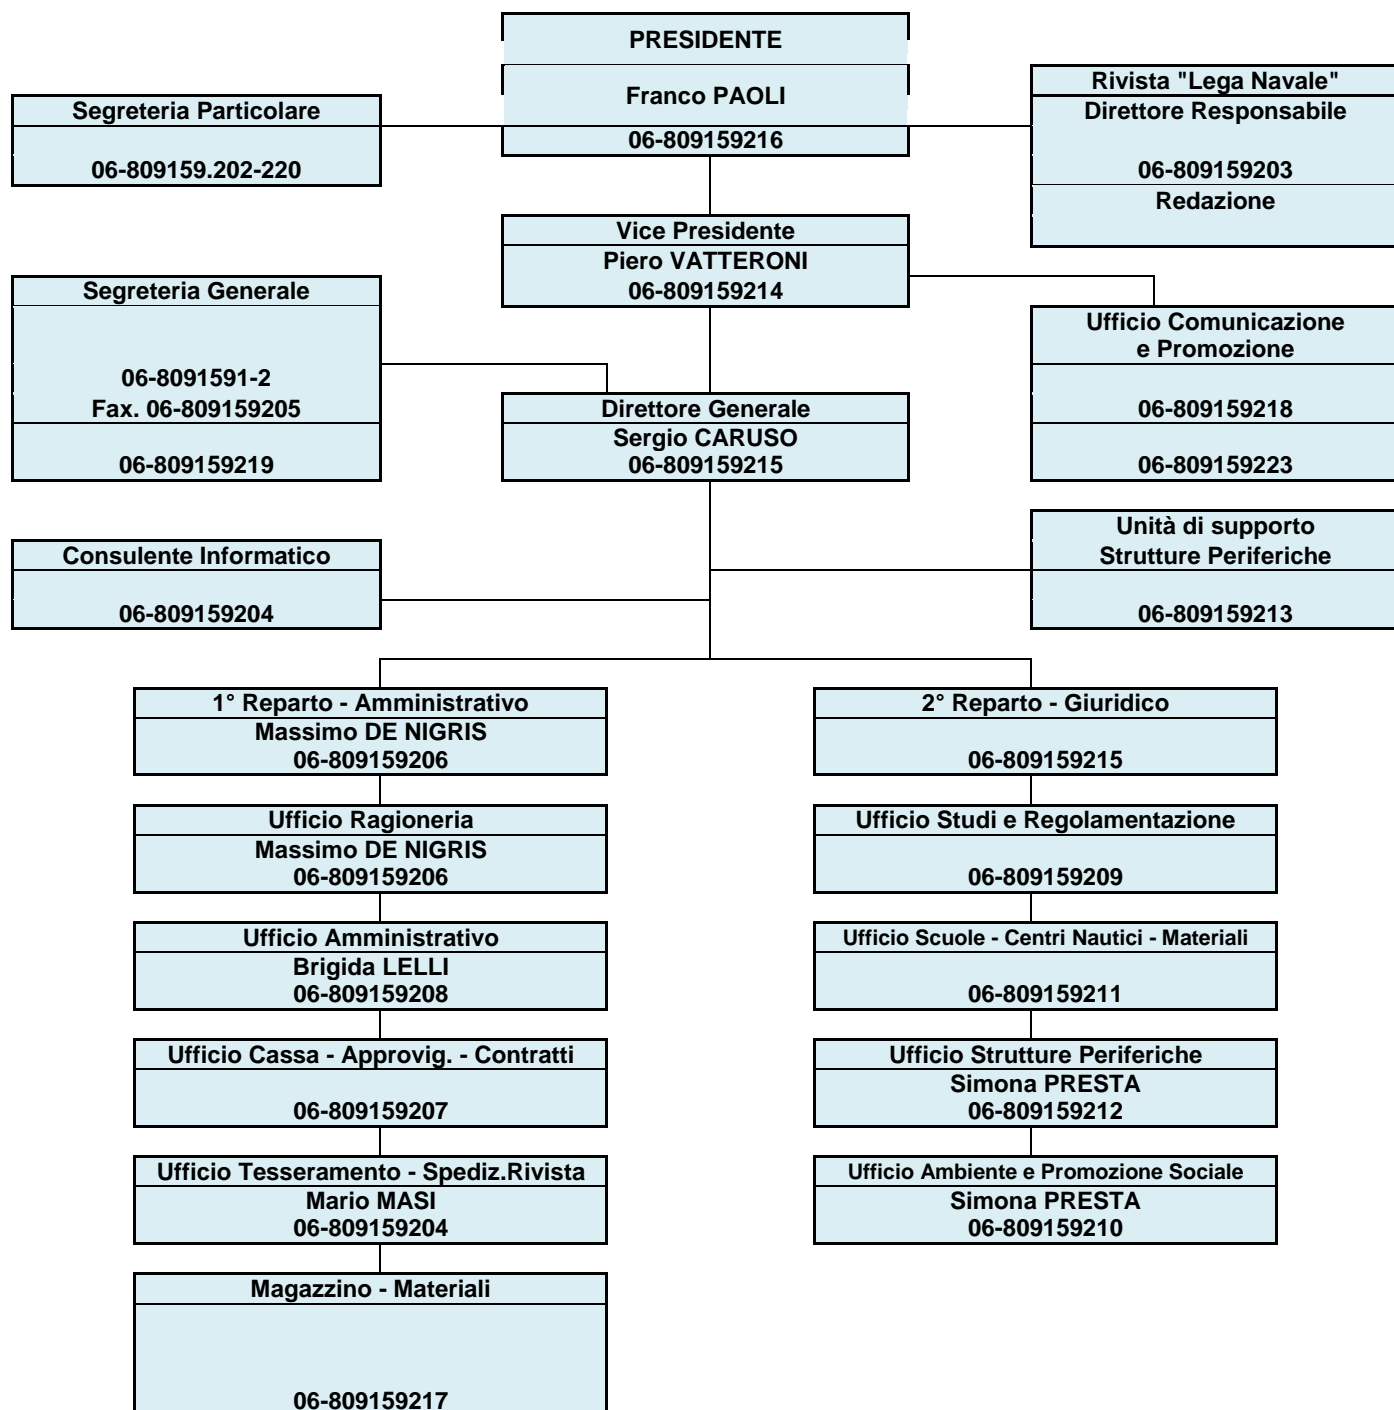 PRESIDENTE
Franco PAOLI
06-809159216
Segreteria Particolare
06-809159.202-220
Rivista "Lega Navale"
Direttore Responsabile
06-809159203
Redazione
Vice Presidente
Piero VATTERONI
06-809159214
Segreteria Generale
06-8091591-2
Fax. 06-809159205
06-809159219
Ufficio Comunicazione
e Promozione
06-809159218
06-809159223
Direttore Generale
Sergio CARUSO
06-809159215
Consulente Informatico
06-809159204
Unità di supporto
Strutture Periferiche
06-809159213
1° Reparto - Amministrativo
Massimo DE NIGRIS
06-809159206
Ufficio Ragioneria
Massimo DE NIGRIS
06-809159206
Ufficio Amministrativo
Brigida LELLI
06-809159208
Ufficio Cassa - Approvig. - Contratti
06-809159207
Ufficio Tesseramento - Spediz.Rivista
Mario MASI
06-809159204
Magazzino - Materiali
06-809159217
2° Reparto - Giuridico
06-809159215
Ufficio Studi e Regolamentazione
06-809159209
Ufficio Scuole - Centri Nautici - Materiali
06-809159211
Ufficio Strutture Periferiche
Simona PRESTA
06-809159212
Ufficio Ambiente e Promozione Sociale
Simona PRESTA
06-809159210